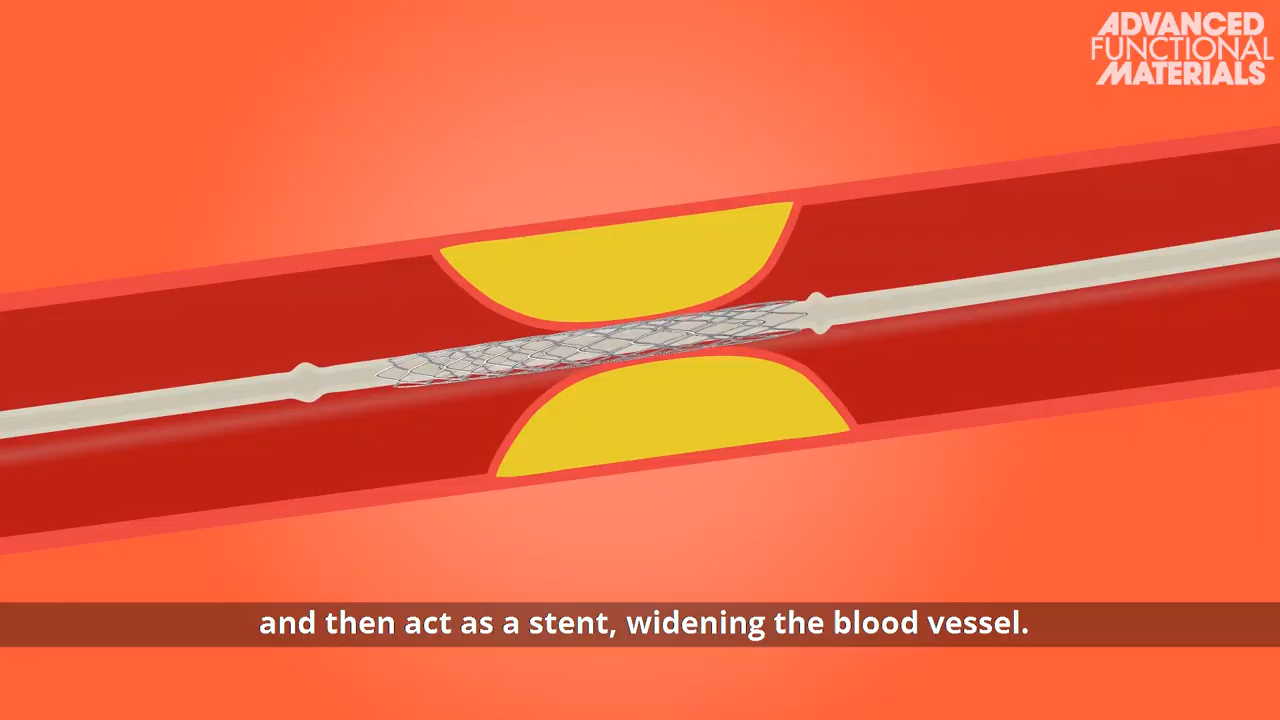 ADVANCED
FUNCTIONAL
MATERIALS
and then act as a stent, widening the blood vessel.